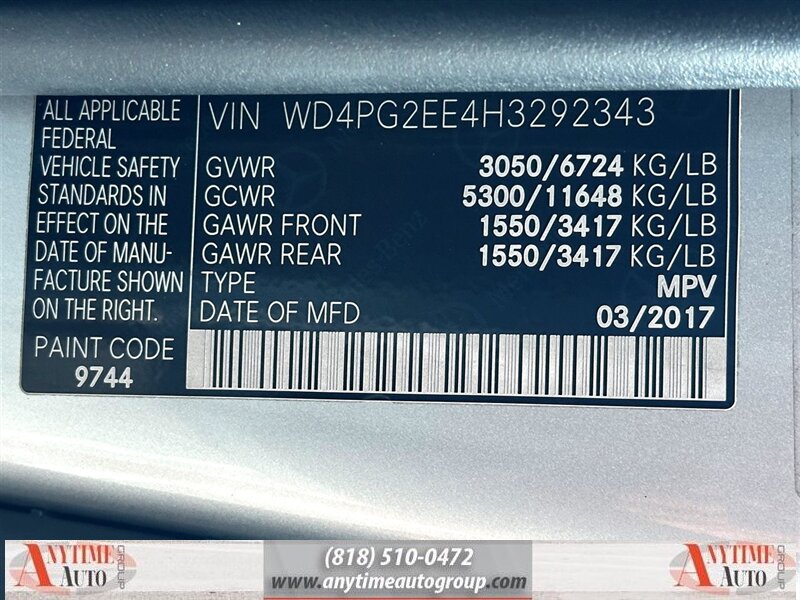 ALL APPLICABLE
FEDERAL
VEHICLE SAFETY
STANDARDS IN
EFFECT ON THE
DATE OF MANU-
FACTURE SHOWN
ON THE RIGHT.
PAINT CODE
9744
VIN WD4PG2EE4H3292343
GVWR 3050/6724 KG/LB
GCWR 5300/11648 KG/LB
GAWR FRONT 1550/3417 KG/LB
GAWR REAR 1550/3417 KG/LB
TYPE MPV
DATE OF MFD 03/2017
ANYTIME
AUTO
GROUP
(818) 510-0472
www.anytimeautogroup.com
ANYTIME
AUTO
GROUP